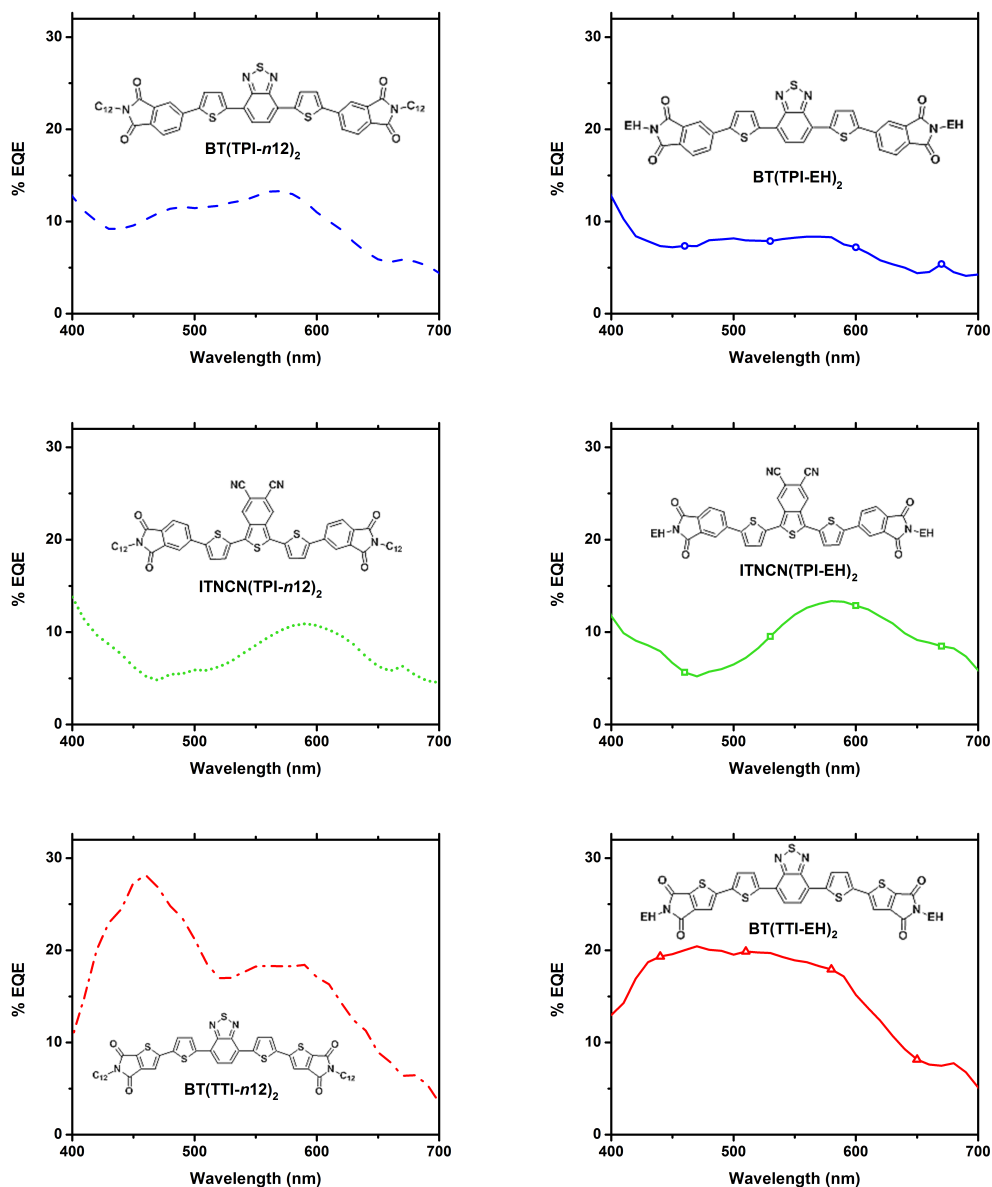 30
20
10
0
% EQE
S
N N
O O
C12 N S S N C12
O O
BT(TPI-n12)2
400 500 600 700
Wavelength (nm)
30
20
10
0
% EQE
S
N N
O O
EH N S S N EH
O O
BT(TPI-EH)2
400 500 600 700
Wavelength (nm)
30
20
10
0
% EQE
NC CN
O O
C12 N S S S N C12
O O
ITNCN(TPI-n12)2
400 500 600 700
Wavelength (nm)
30
20
10
0
% EQE
NC CN
O O
EH N S S S N EH
O O
ITNCN(TPI-EH)2
400 500 600 700
Wavelength (nm)
30
20
10
0
% EQE
S
N N
O S S O
C12 N S S N C12
O O
BT(TTI-n12)2
400 500 600 700
Wavelength (nm)
30
20
10
0
% EQE
S
N N
O S S O
EH N S S N EH
O O
BT(TTI-EH)2
400 500 600 700
Wavelength (nm)